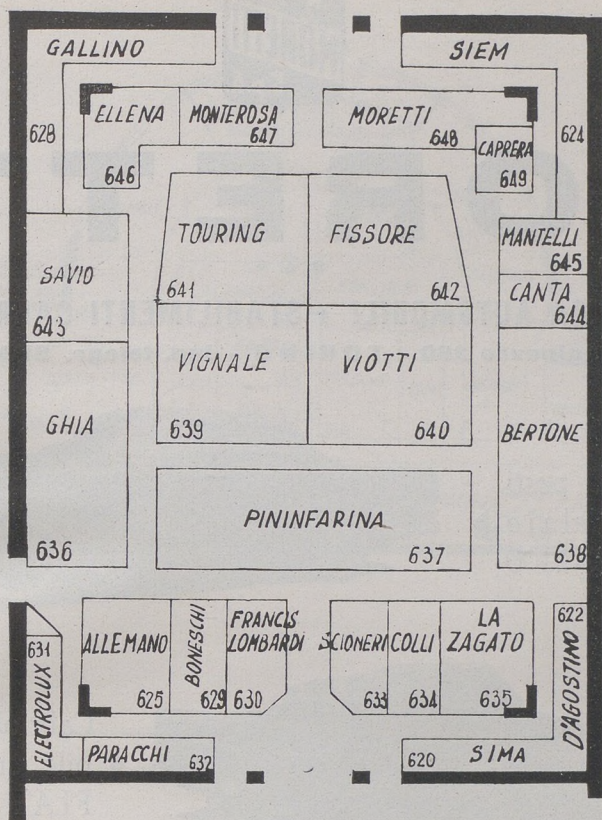 GALLINO
SIEM
628
ELLENA
646
MONTEROSA
647
MORETTI
648
CAPRERA
649
624
TOURING
641
FISSORE
642
MANTELLI
645
SAVIO
643
CANTA
644
VIGNALE
639
VIOTTI
640
GHIA
636
BERTONE
638
PININFARINA
637
631
ELECTROLUX
ALLEMANO
625
BONESCHI
629
FRANCIS
LOMBARDI
630
SCIONERI
633
COLLI
634
LA
ZAGATO
635
622
D'AGOSTINO
PARACCHI
632
620
SIMA